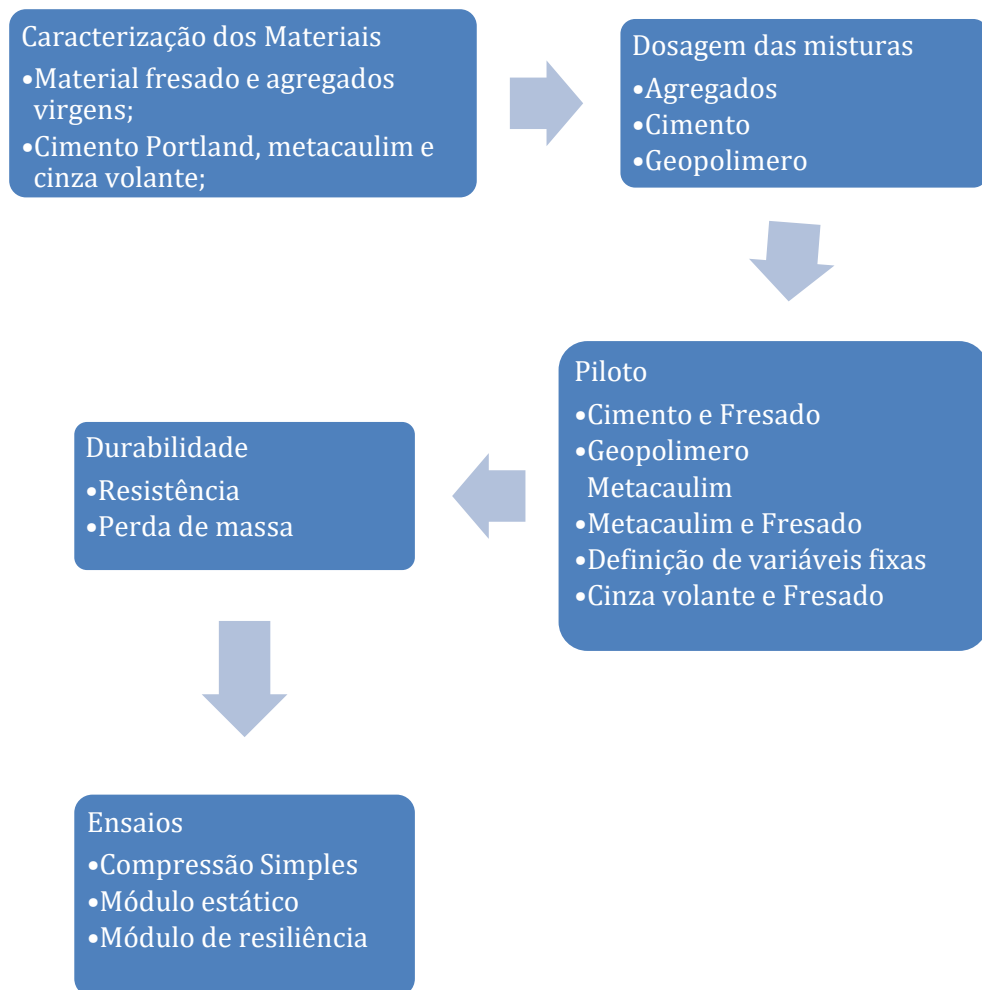 Caracterização dos Materiais
•Material fresado e agregados
virgens;
•Cimento Portland, metacaulim e
cinza volante;
Dosagem das misturas
•Agregados
•Cimento
•Geopolimero
Piloto
•Cimento e Fresado
•Geopolimero
Metacaulim
•Metacaulim e Fresado
•Definição de variáveis fixas
•Cinza volante e Fresado
Durabilidade
•Resistência
•Perda de massa
Ensaios
•Compressão Simples
•Módulo estático
•Módulo de resiliência